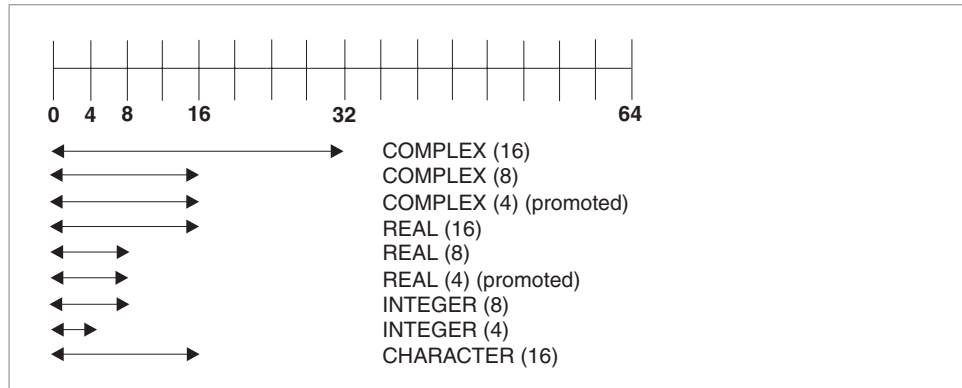 0 4 8 16 32 64
COMPLEX (16)
COMPLEX (8)
COMPLEX (4) (promoted)
REAL (16)
REAL (8)
REAL (4) (promoted)
INTEGER (8)
INTEGER (4)
CHARACTER (16)